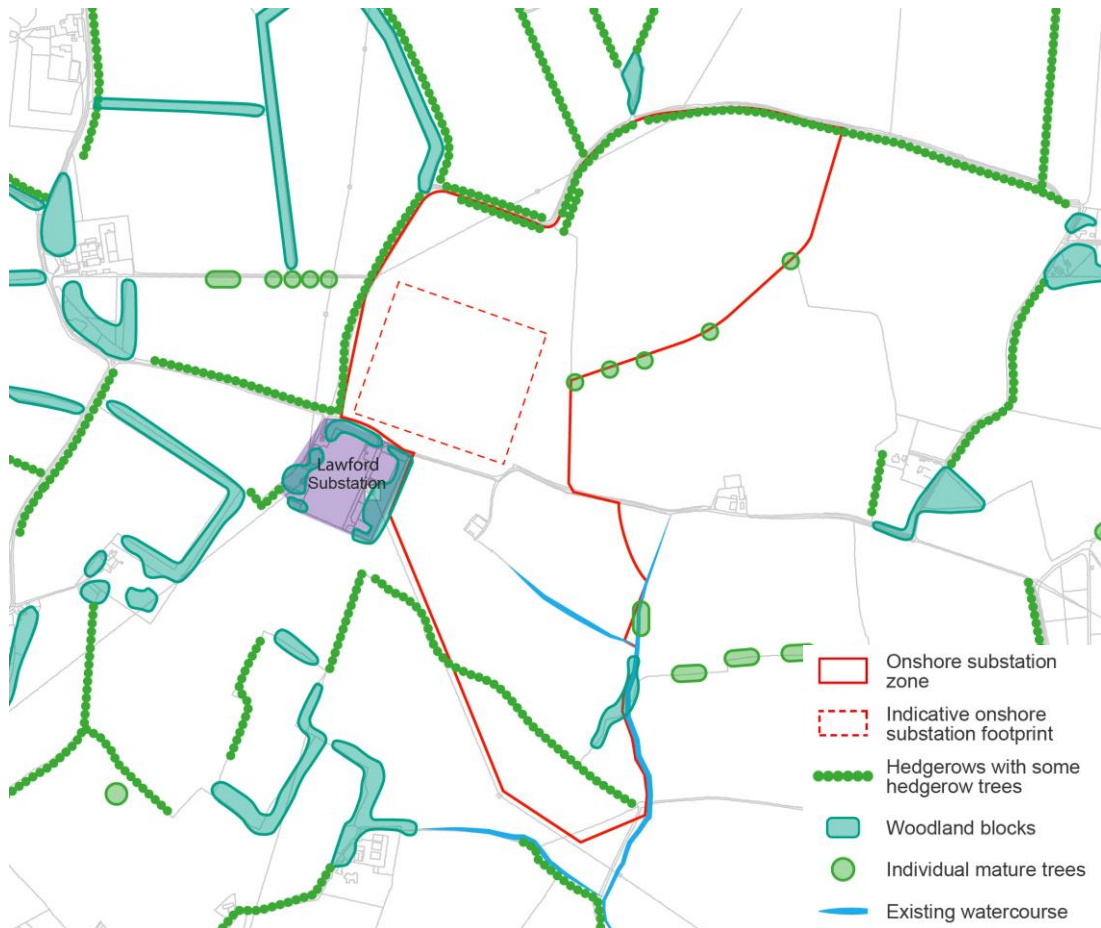 Lawford
Substation
Onshore substation
zone
Indicative onshore
substation footprint
Hedgerows with some
hedgerow trees
Woodland blocks
Individual mature trees
Existing watercourse